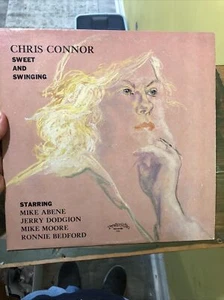 CHRIS CONNOR
SWEET
AND
SWINGING
STARRING
MIKE ABENE
JERRY DODGION
MIKE MOORE
RONNIE BEDFORD